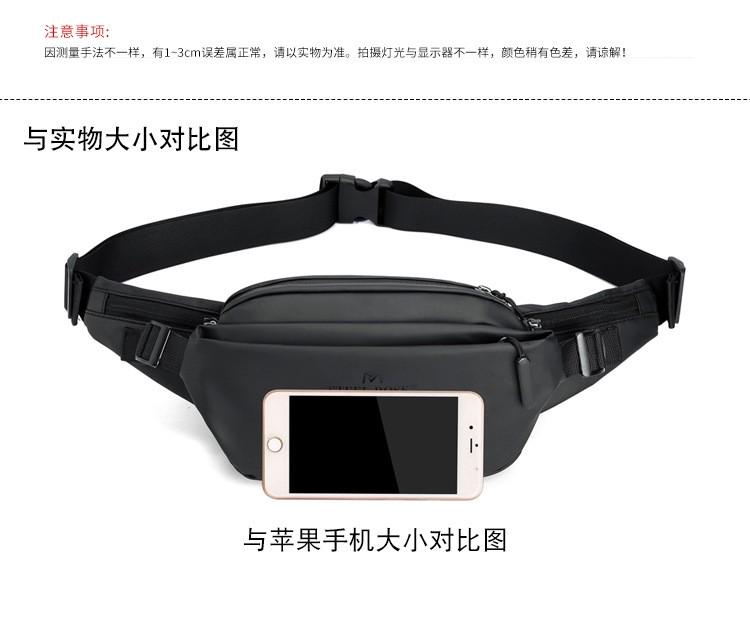 注意事项:
因测量手法不一样，有1~3cm误差属正常，请以实物为准。拍摄灯光与显示器不一样，颜色稍有色差，请谅解！
与实物大小对比图
与苹果手机大小对比图